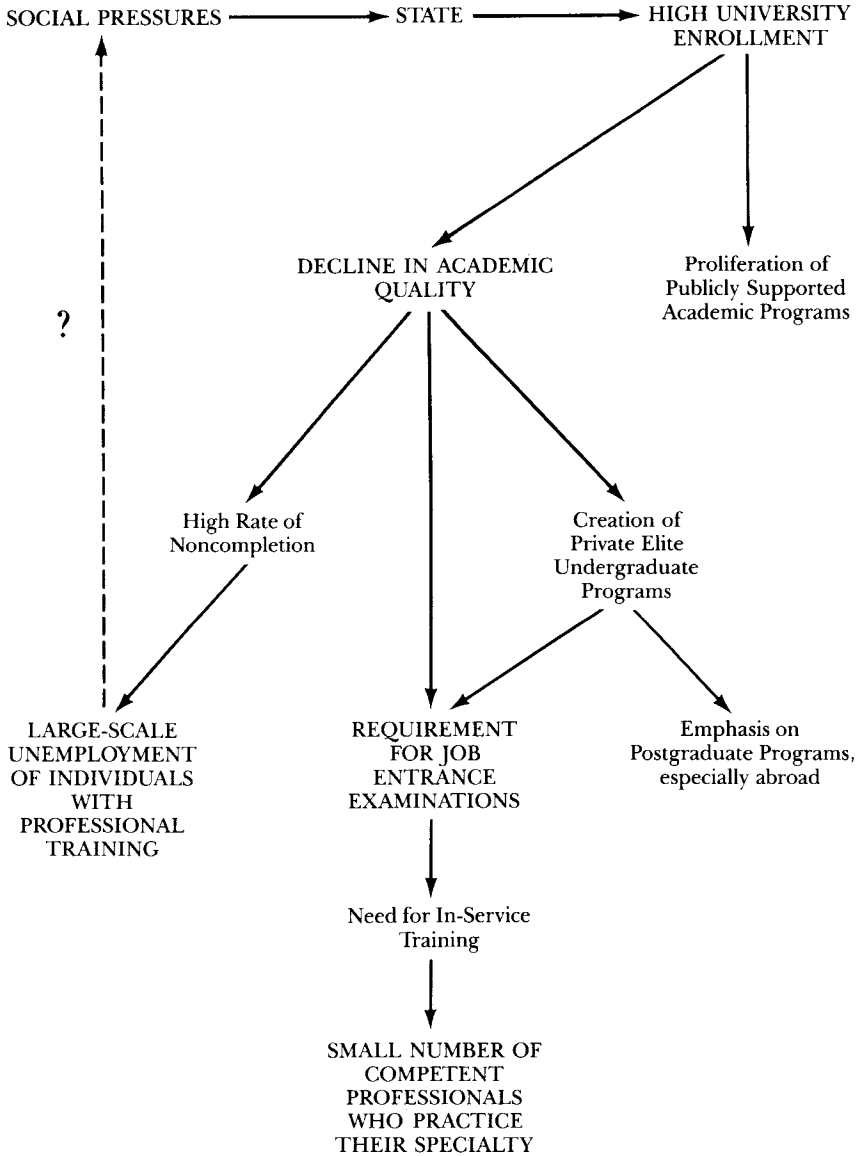 SOCIAL PRESSURES
STATE
HIGH UNIVERSITY
ENROLLMENT
DECLINE IN ACADEMIC
QUALITY
Proliferation of
Publicly Supported
Academic Programs
?
High Rate of
Noncompletion
Creation of
Private Elite
Undergraduate
Programs
LARGE-SCALE
UNEMPLOYMENT
OF INDIVIDUALS
WITH
PROFESSIONAL
TRAINING
REQUIREMENT
FOR JOB
ENTRANCE
EXAMINATIONS
Emphasis on
Postgraduate Programs,
especially abroad
Need for In-Service
Training
SMALL NUMBER OF
COMPETENT
PROFESSIONALS
WHO PRACTICE
THEIR SPECIALTY